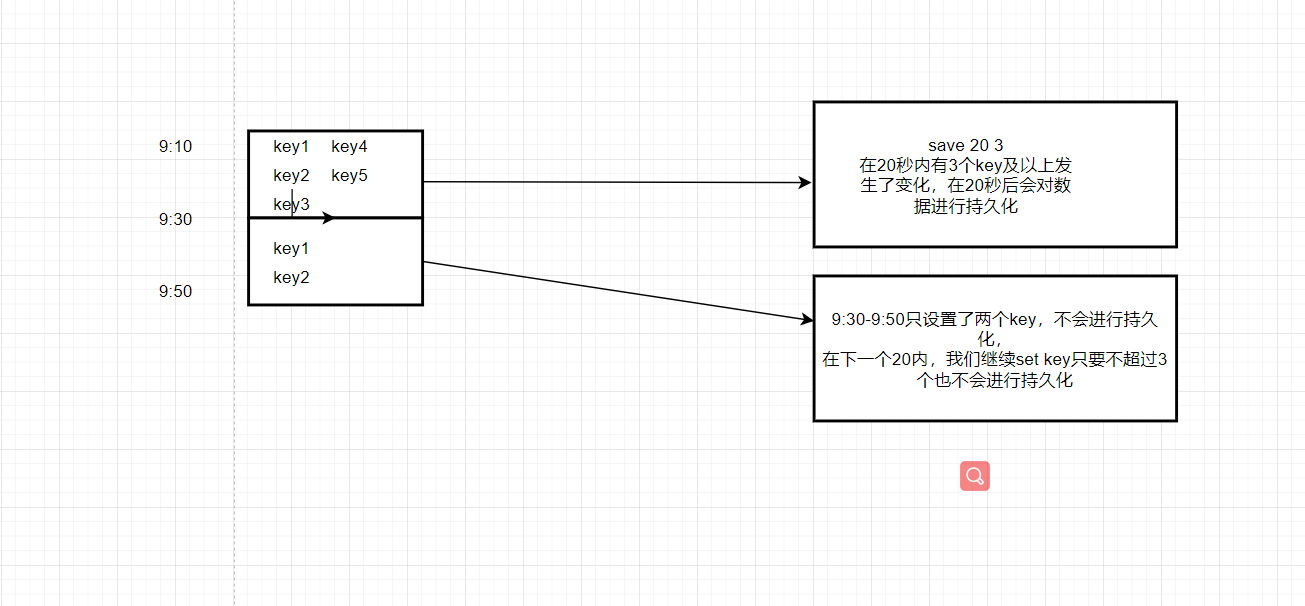 9:10
key1 key4
key2 key5
key3
9:30
key1
key2
9:50
save 20 3
在20秒内有3个key及以上发
生了变化，在20秒后会对数
据进行持久化
9:30-9:50只设置了两个key，不会进行持久
化，
在下一个20内，我们继续set key只要不超过3
个也不会进行持久化